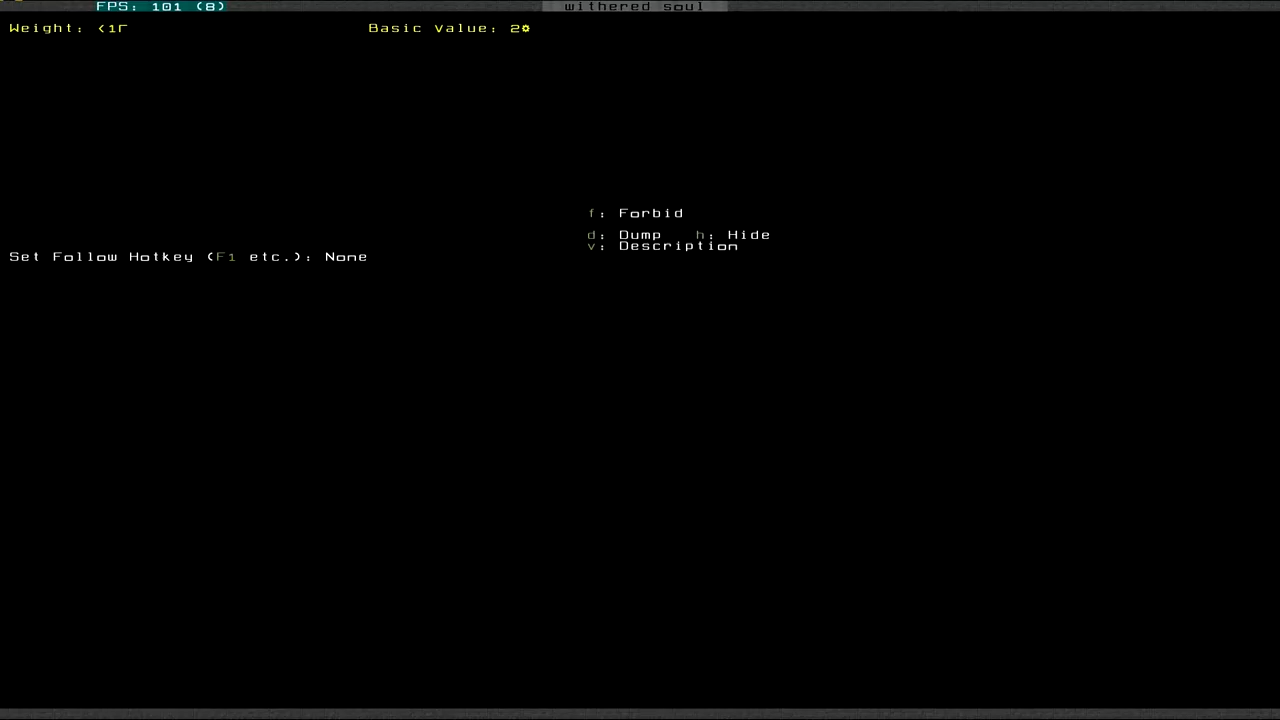 FPS: 101 (8) withered soul
Weight: <1Γ Basic Value: 2☼
f: Forbid
d: Dump h: Hide
v: Description
Set Follow Hotkey (F1 etc.): None